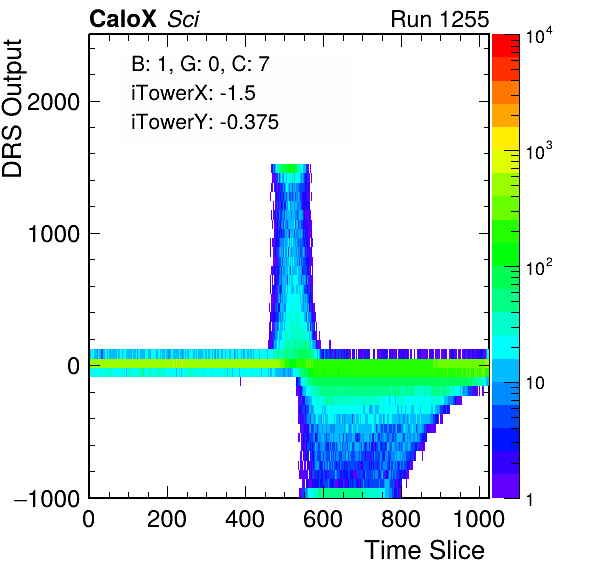 CaloX Sci Run 1255
B: 1, G: 0, C: 7
iTowerX: -1.5
iTowerY: -0.375
DRS Output
2000
1000
0
−1000
0 200 400 600 800 1000
Time Slice
10^4
10^3
10^2
10
1